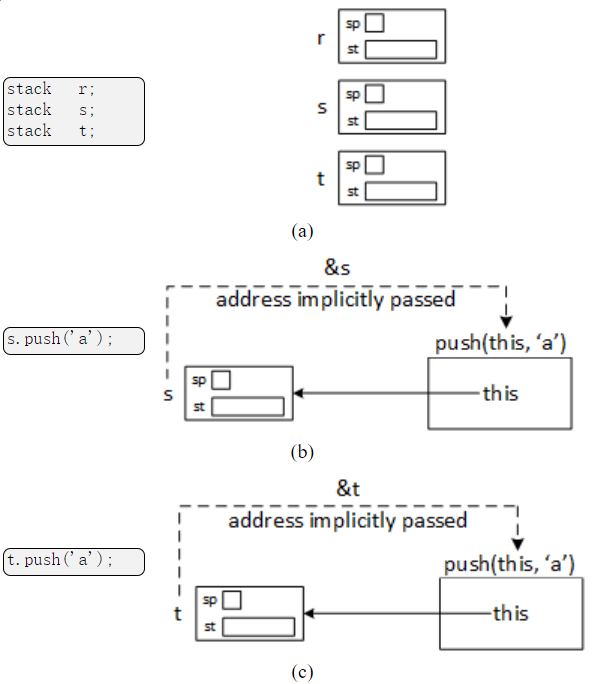 r
sp
st
stack   r;
stack   s;
stack   t;
s
sp
st
t
sp
st
(a)
&s
address implicitly passed
s.push('a');
push(this, ‘a’)
s
sp
st
this
(b)
&t
address implicitly passed
t.push('a');
push(this, ‘a’)
t
sp
st
this
(c)